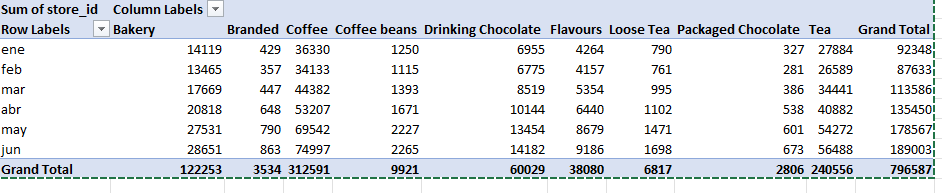 Sum of store_id Column Labels
Row Labels Bakery Branded Coffee Coffee beans Drinking Chocolate Flavours Loose Tea Packaged Chocolate Tea Grand Total
ene 14119 429 36330 1250 6955 4264 790 327 27884 92348
feb 13465 357 34133 1115 6775 4157 761 281 26589 87633
mar 17669 447 44382 1393 8519 5354 995 386 34441 113586
abr 20818 648 53207 1671 10144 6440 1102 538 40882 135450
may 27531 790 69542 2227 13454 8679 1471 601 54272 178567
jun 28651 863 74997 2265 14182 9186 1698 673 56488 189003
Grand Total 122253 3534 312591 9921 60029 38080 6817 2806 240556 796587